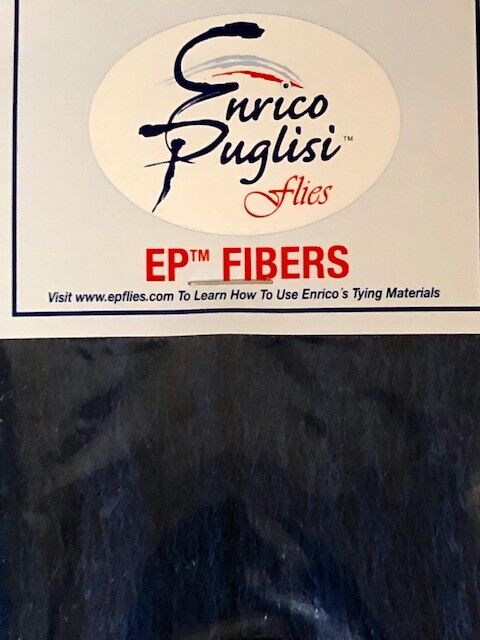 Enrico
Puglisi™
flies
EP™ FIBERS
Visit www.epflies.com To Learn How To Use Enrico's Tying Materials